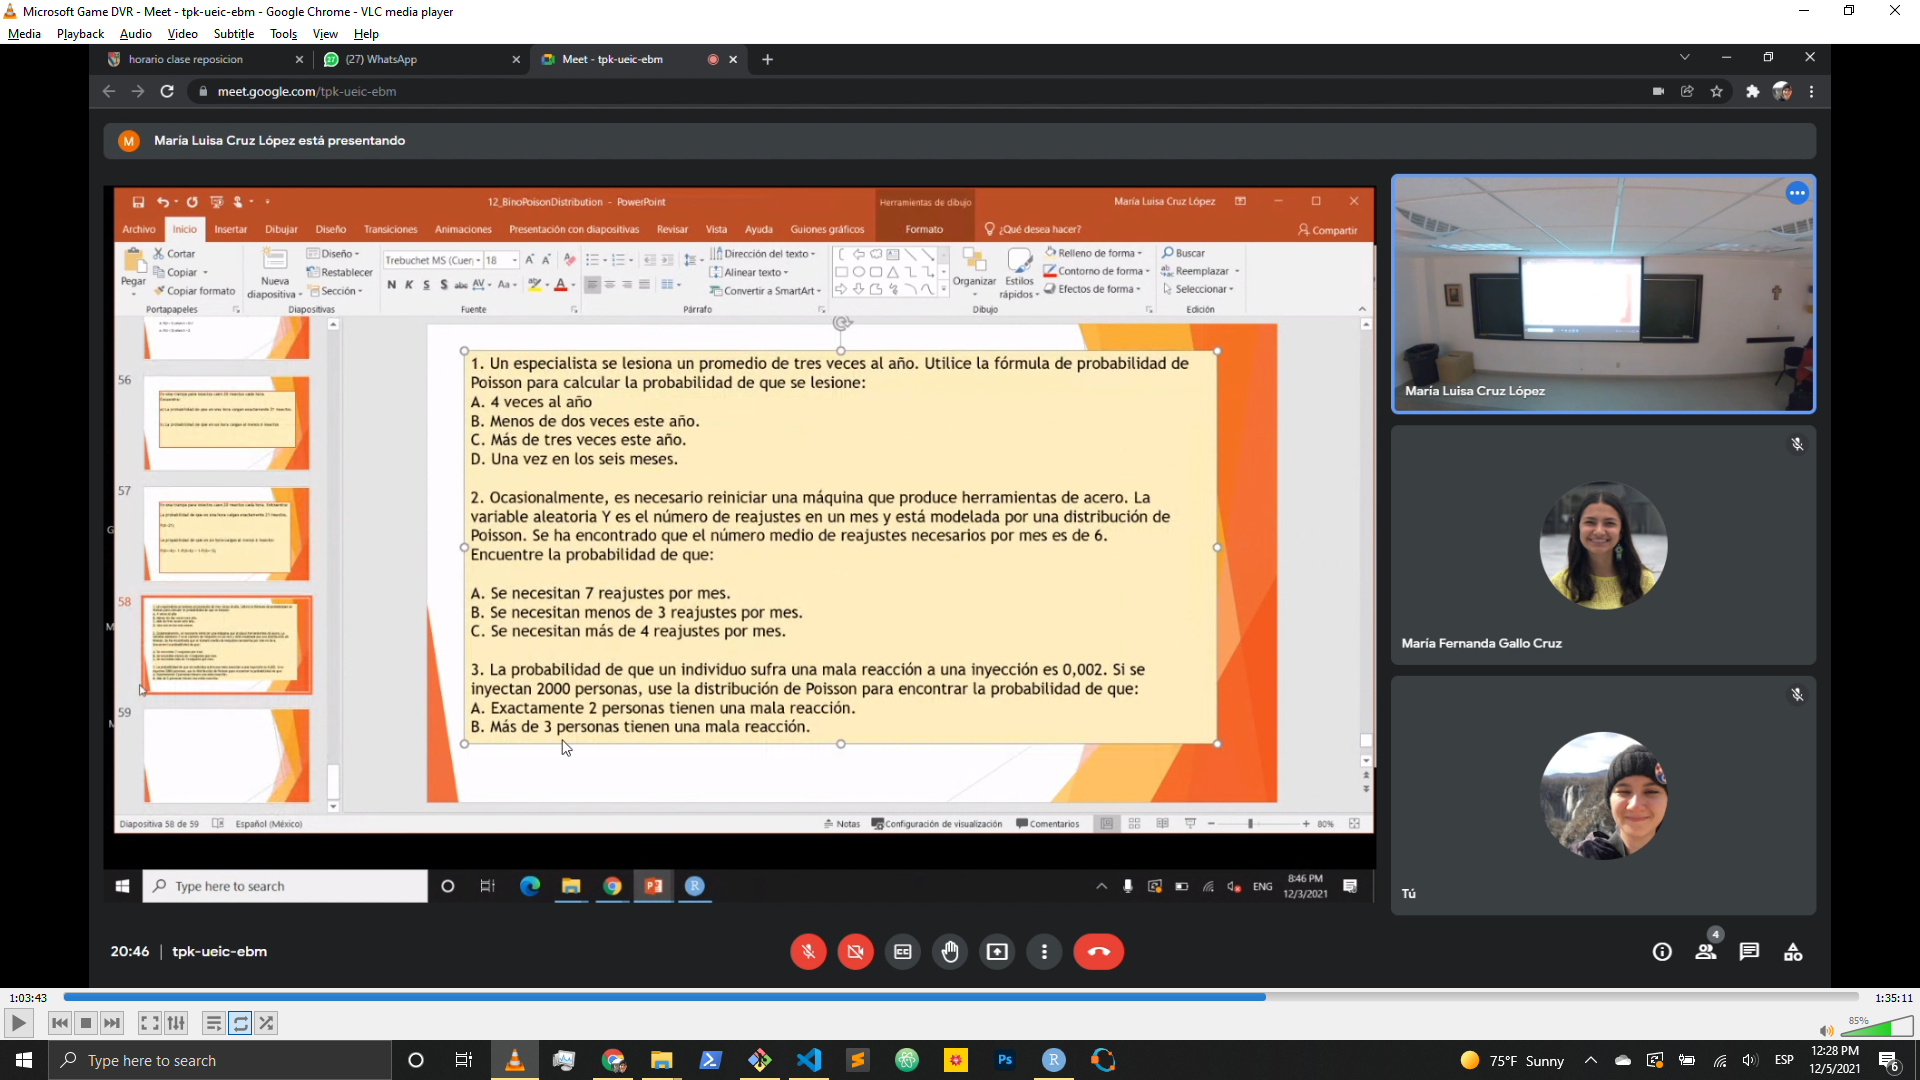 Microsoft Game DVR - Meet - tpk-ueic-ebm - Google Chrome - VLC media player
Media Playback Audio Video Subtitle Tools View Help
horario clase reposicion
(27) WhatsApp
Meet - tpk-ueic-ebm
meet.google.com/tpk-ueic-ebm
M María Luisa Cruz López está presentando
12_BinoPoisonDistribution - PowerPoint
Herramientas de dibujo
María Luisa Cruz López
Archivo Inicio Insertar Dibujar Diseño Transiciones Animaciones Presentación con diapositivas Revisar Vista Ayuda Guiones gráficos Formato ¿Qué desea hacer? Compartir
Pegar
Cortar
Copiar
Copiar formato
Portapapeles
Nueva diapositiva
Diseño
Restablecer
Sección
Diapositivas
Trebuchet MS (Cuer 18
N K S S abc AV Aa A
Fuente
Dirección del texto
Alinear texto
Convertir a SmartArt
Párrafo
Organizar
Estilos rápidos
Relleno de forma
Contorno de forma
Efectos de forma
Dibujo
Buscar
Reemplazar
Seleccionar
Edición
56
57
58
59
1. Un especialista se lesiona un promedio de tres veces al año. Utilice la fórmula de probabilidad de
Poisson para calcular la probabilidad de que se lesione:
A. 4 veces al año
B. Menos de dos veces este año.
C. Más de tres veces este año.
D. Una vez en los seis meses.
2. Ocasionalmente, es necesario reiniciar una máquina que produce herramientas de acero. La
variable aleatoria Y es el número de reajustes en un mes y está modelada por una distribución de
Poisson. Se ha encontrado que el número medio de reajustes necesarios por mes es de 6.
Encuentre la probabilidad de que:
A. Se necesitan 7 reajustes por mes.
B. Se necesitan menos de 3 reajustes por mes.
C. Se necesitan más de 4 reajustes por mes.
3. La probabilidad de que un individuo sufra una mala reacción a una inyección es 0,002. Si se
inyectan 2000 personas, use la distribución de Poisson para encontrar la probabilidad de que:
A. Exactamente 2 personas tienen una mala reacción.
B. Más de 3 personas tienen una mala reacción.
Diapositiva 58 de 59 Español (México) Notas Configuración de visualización Comentarios 80%
Type here to search
ENG
8:46 PM
12/3/2021
María Luisa Cruz López
María Fernanda Gallo Cruz
Tú
20:46 | tpk-ueic-ebm
4
1:03:43
1:35:11
85%
Type here to search
Ps
R
75°F Sunny
ESP
12:28 PM
12/5/2021
6